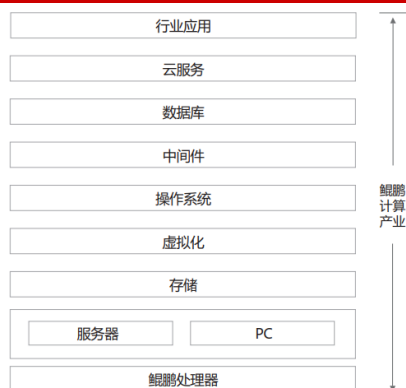 行业应用
云服务
数据库
中间件
操作系统
虚拟化
存储
服务器
PC
鲲鹏处理器
鲲鹏
计算
产业